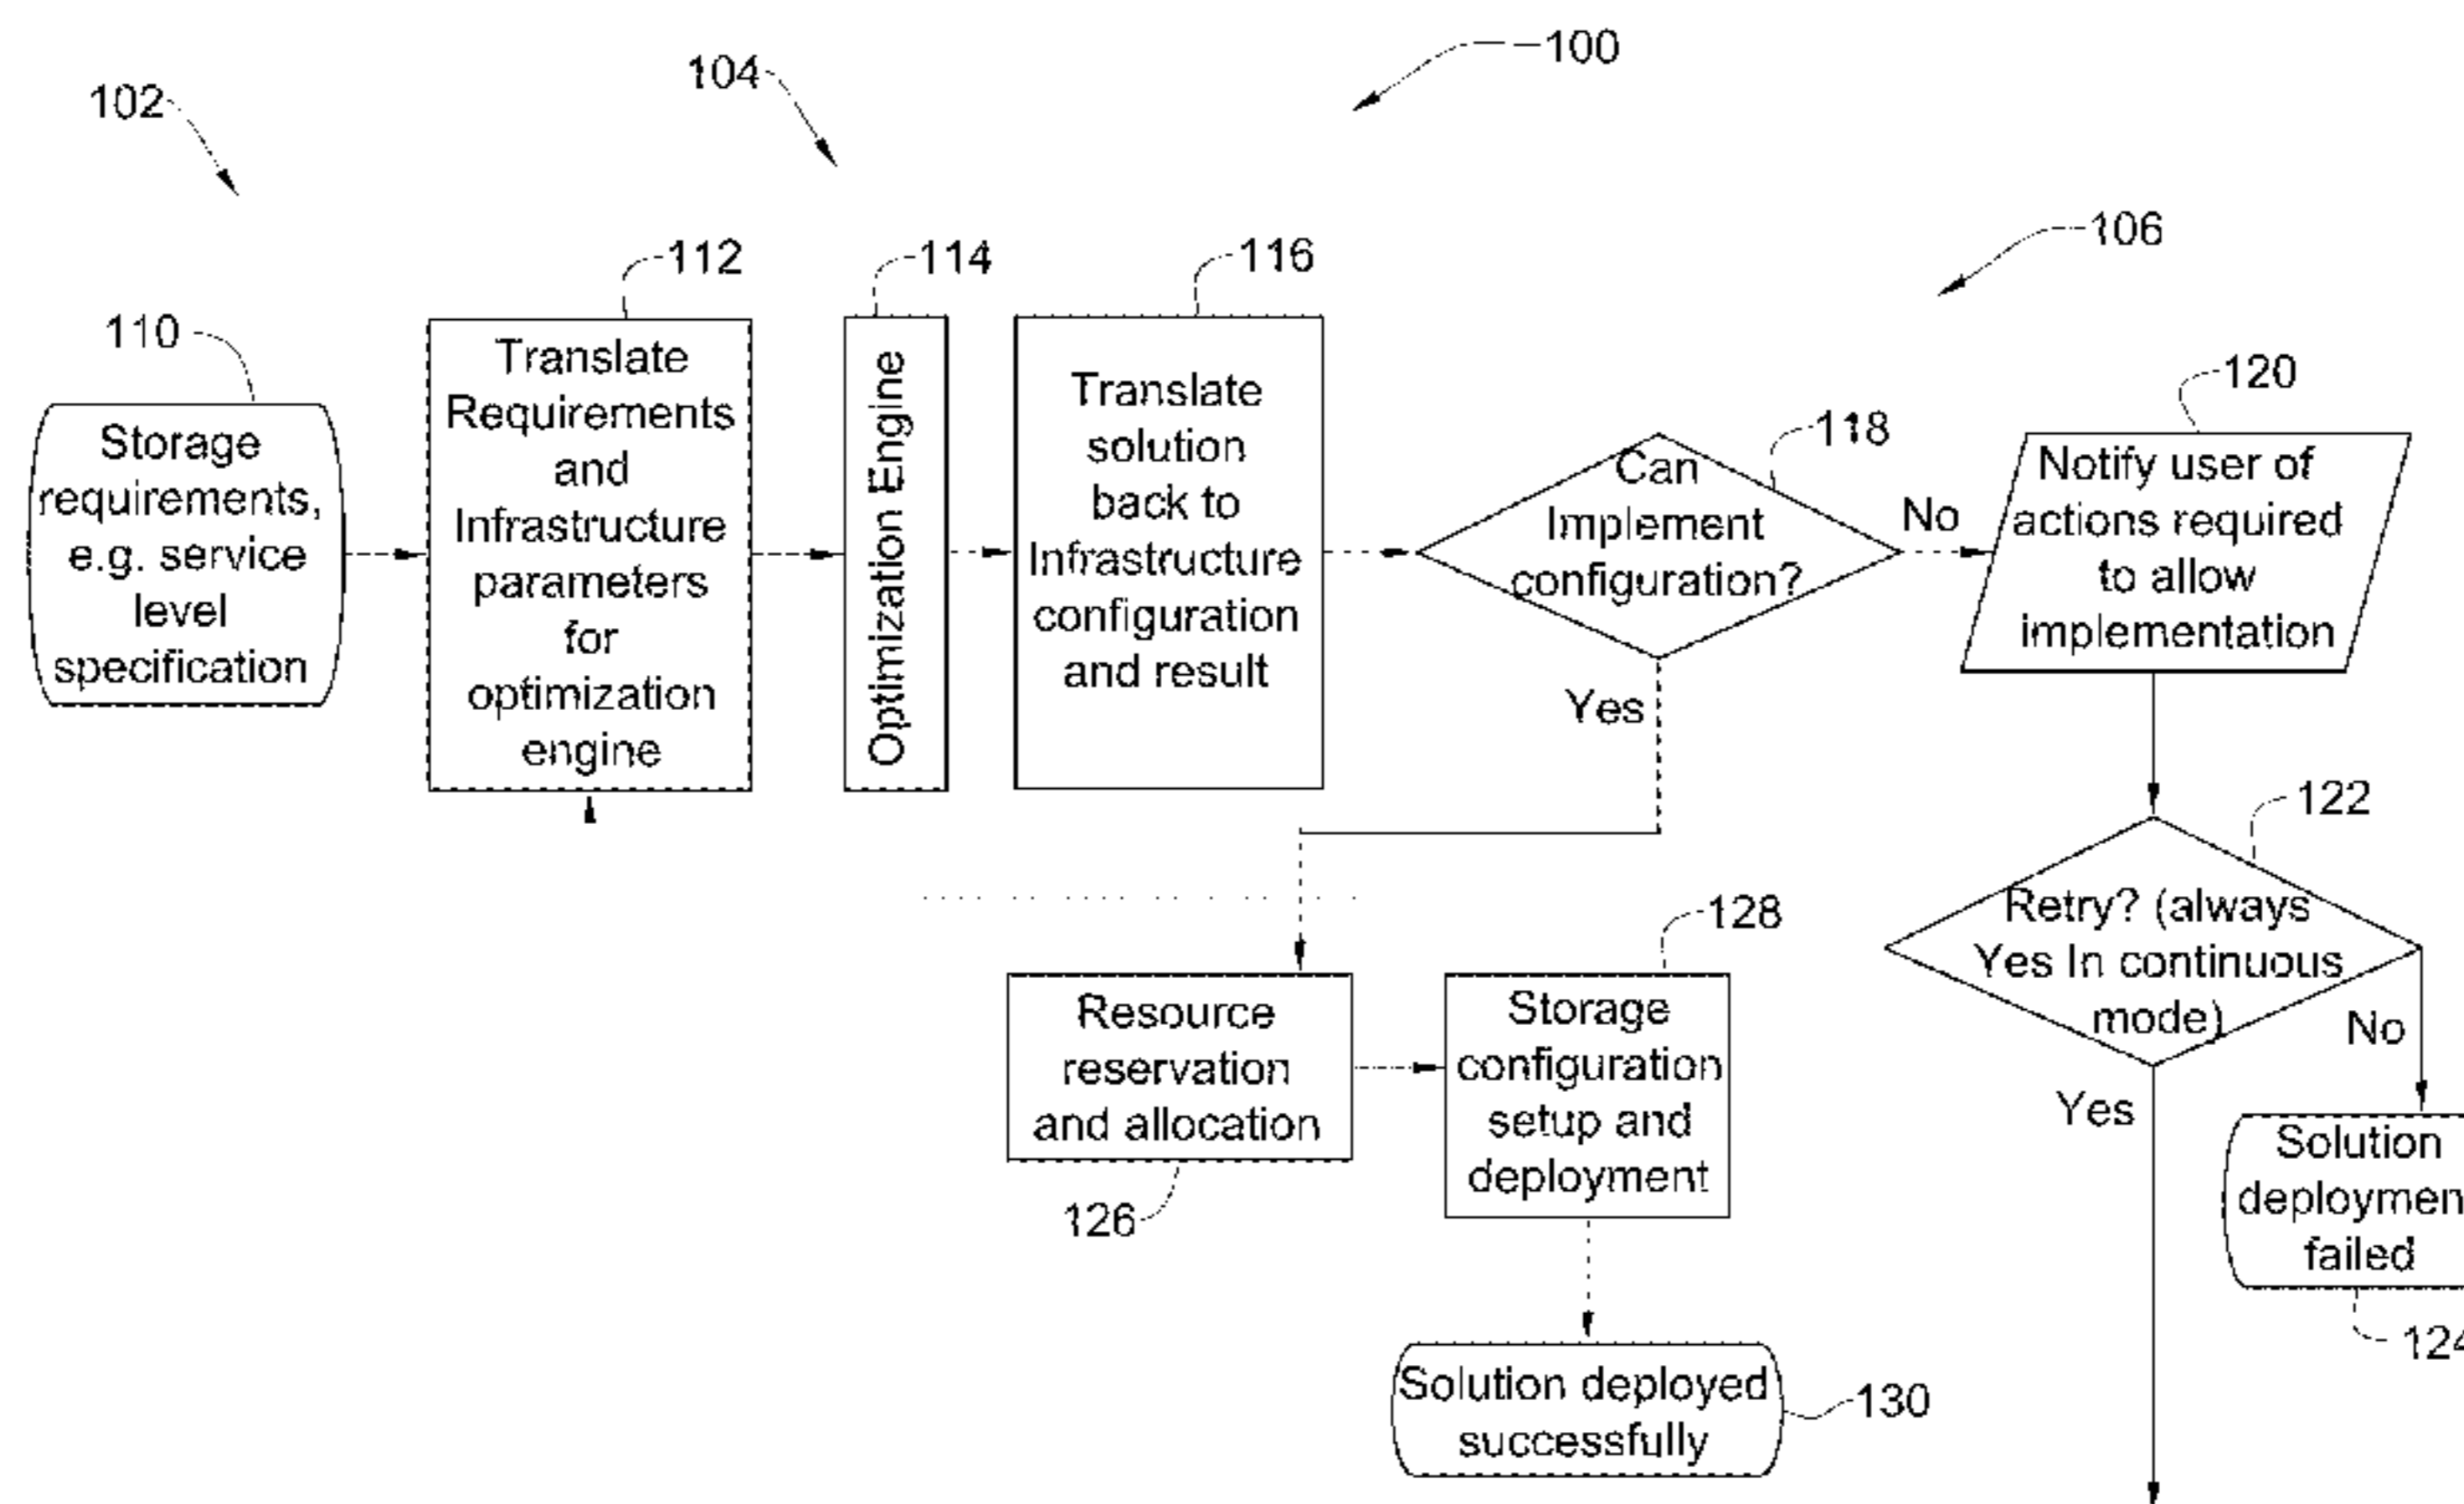 100
104
102
106
112
114
116
110
120
118
Storage
requirements,
e.g. service
level
specification
Translate
Requirements
and
Infrastructure
parameters
for
optimization
engine
Optimization Engine
Translate
solution
back to
Infrastructure
configuration
and result
Can
Implement
configuration?
No
Yes
Notify user of
actions required
to allow
implementation
122
Retry? (always
Yes In continuous
mode)
No
Yes
Solution
deploymen
failed
124
128
Resource
reservation
and allocation
126
Storage
configuration
setup and
deployment
Solution deployed
successfully
130